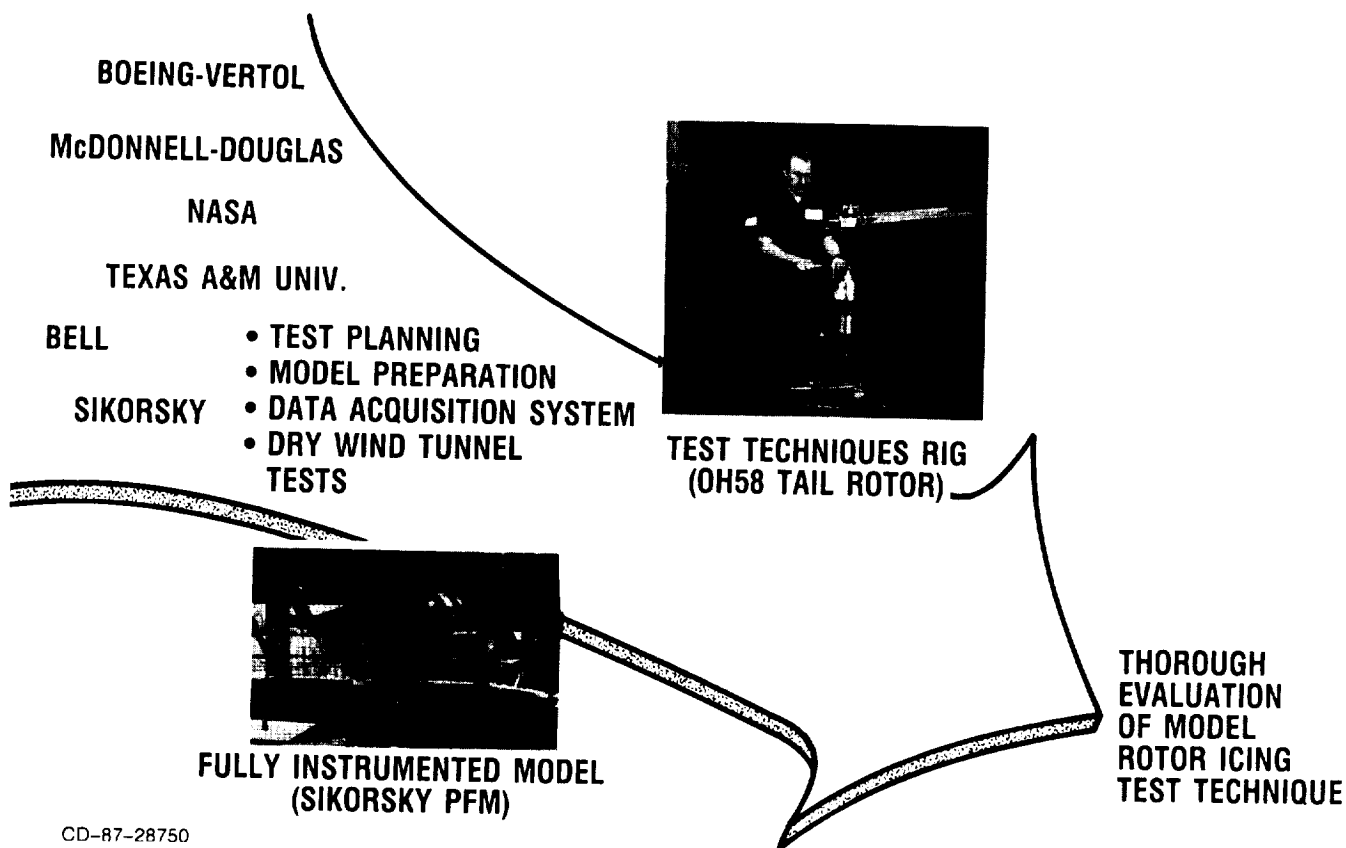 BOEING-VERTOL
McDONNELL-DOUGLAS
NASA
TEXAS A&M UNIV.
BELL
SIKORSKY
• TEST PLANNING
• MODEL PREPARATION
• DATA ACQUISITION SYSTEM
• DRY WIND TUNNEL
TESTS
TEST TECHNIQUES RIG
(OH58 TAIL ROTOR)
FULLY INSTRUMENTED MODEL
(SIKORSKY PFM)
THOROUGH
EVALUATION
OF MODEL
ROTOR ICING
TEST TECHNIQUE
CD-87-28750